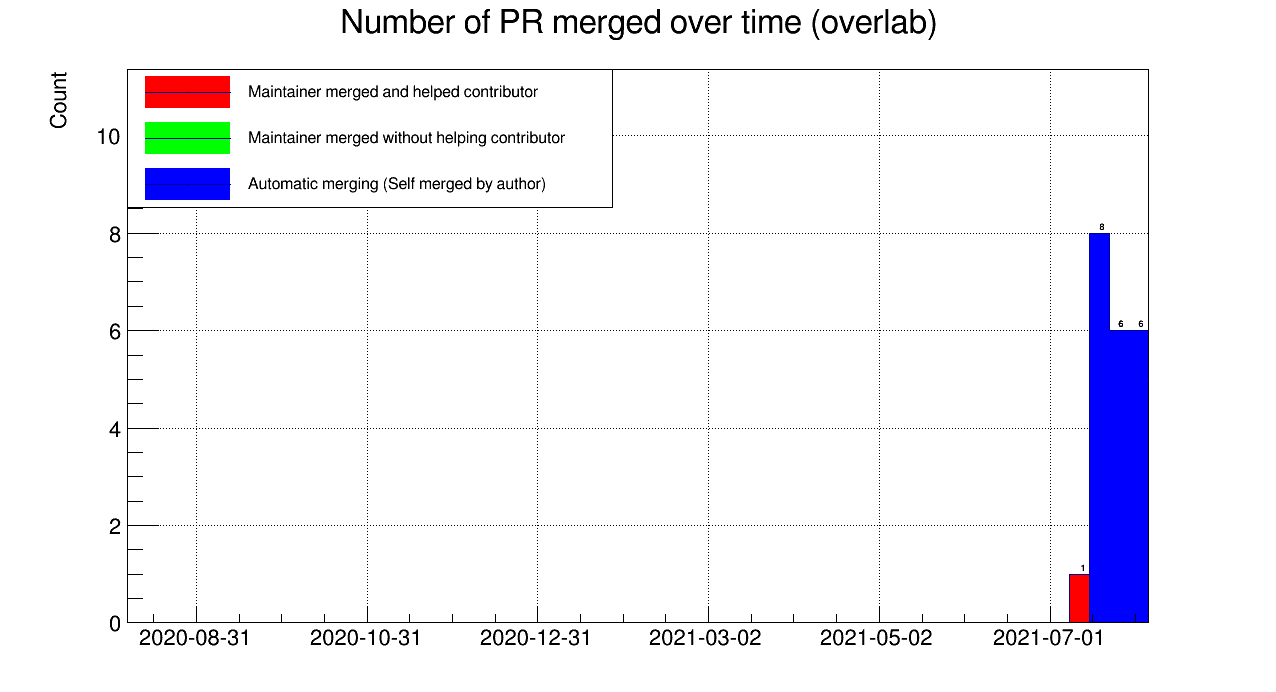 Number of PR merged over time (overlab)
Count
Maintainer merged and helped contributor
Maintainer merged without helping contributor
Automatic merging (Self merged by author)
10
8
6
4
2
0
8
6 6
1
2020-08-31 2020-10-31 2020-12-31 2021-03-02 2021-05-02 2021-07-01